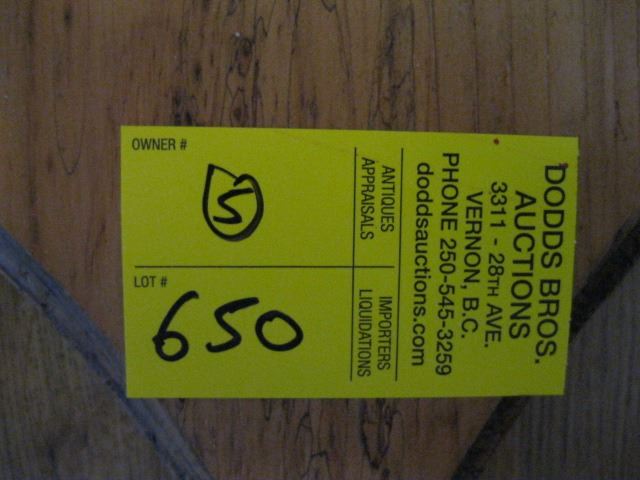 DODDS BROS.
AUCTIONS
3311 - 28TH AVE.
VERNON, B.C.
PHONE 250-545-3259
doddsauctions.com
ANTIQUES
APPRAISALS
IMPORTERS
LIQUIDATIONS
OWNER #
5
LOT #
650